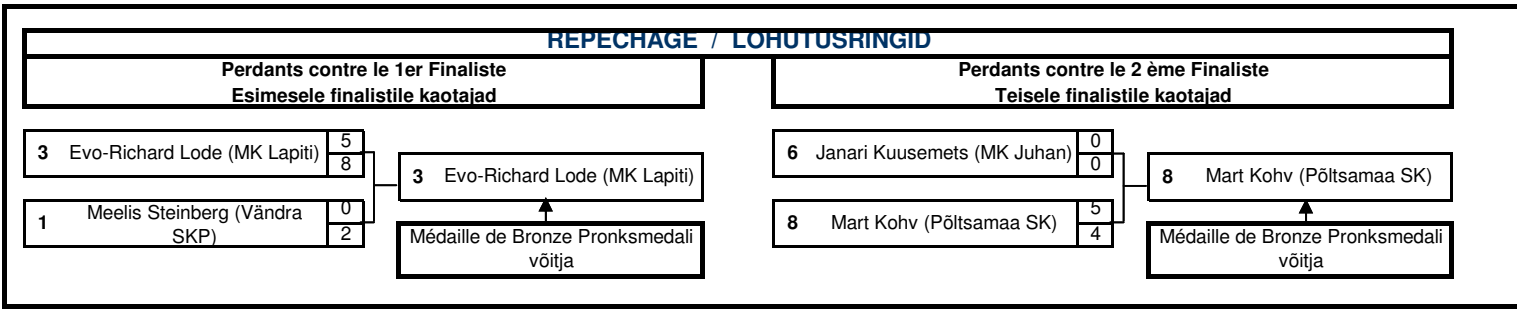 REPECHAGE / LOHUTUSRINGID
Perdants contre le 1er Finaliste
Esimesele finalistile kaotajad
3 Evo-Richard Lode (MK Lapiti) 5
8
3 Evo-Richard Lode (MK Lapiti)
1 Meelis Steinberg (Vändra
SKP)
0
2
Médaille de Bronze Pronksmedali
võitja
Perdants contre le 2 ème Finaliste
Teisele finalistile kaotajad
6 Janari Kuusemets (MK Juhan) 0
0
8 Mart Kohv (Põltsamaa SK)
8 Mart Kohv (Põltsamaa SK) 5
4
Médaille de Bronze Pronksmedali
võitja